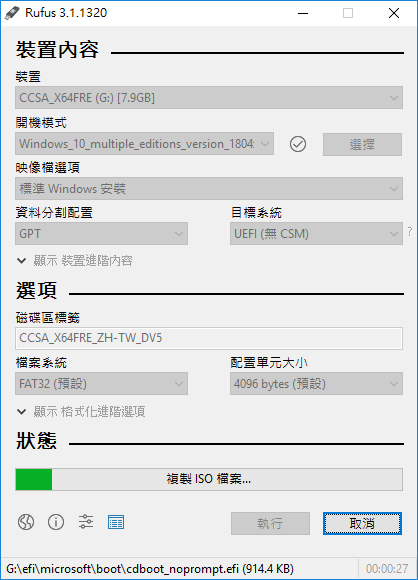 Rufus 3.1.1320
裝置內容
裝置
CCSA_X64FRE (G:) [7.9GB]
開機模式
Windows_10_multiple_editions_version_1804
選擇
映像檔選項
標準 Windows 安裝
資料分割配置
目標系統
GPT
UEFI (無 CSM)
?
顯示 裝置進階內容
選項
磁碟區標籤
CCSA_X64FRE_ZH-TW_DV5
檔案系統
配置單元大小
FAT32 (預設)
4096 bytes (預設)
顯示 格式化進階選項
狀態
複製 ISO 檔案...
執行
取消
G:\efi\microsoft\boot\cdboot_noprompt.efi (914.4 KB)
00:00:27